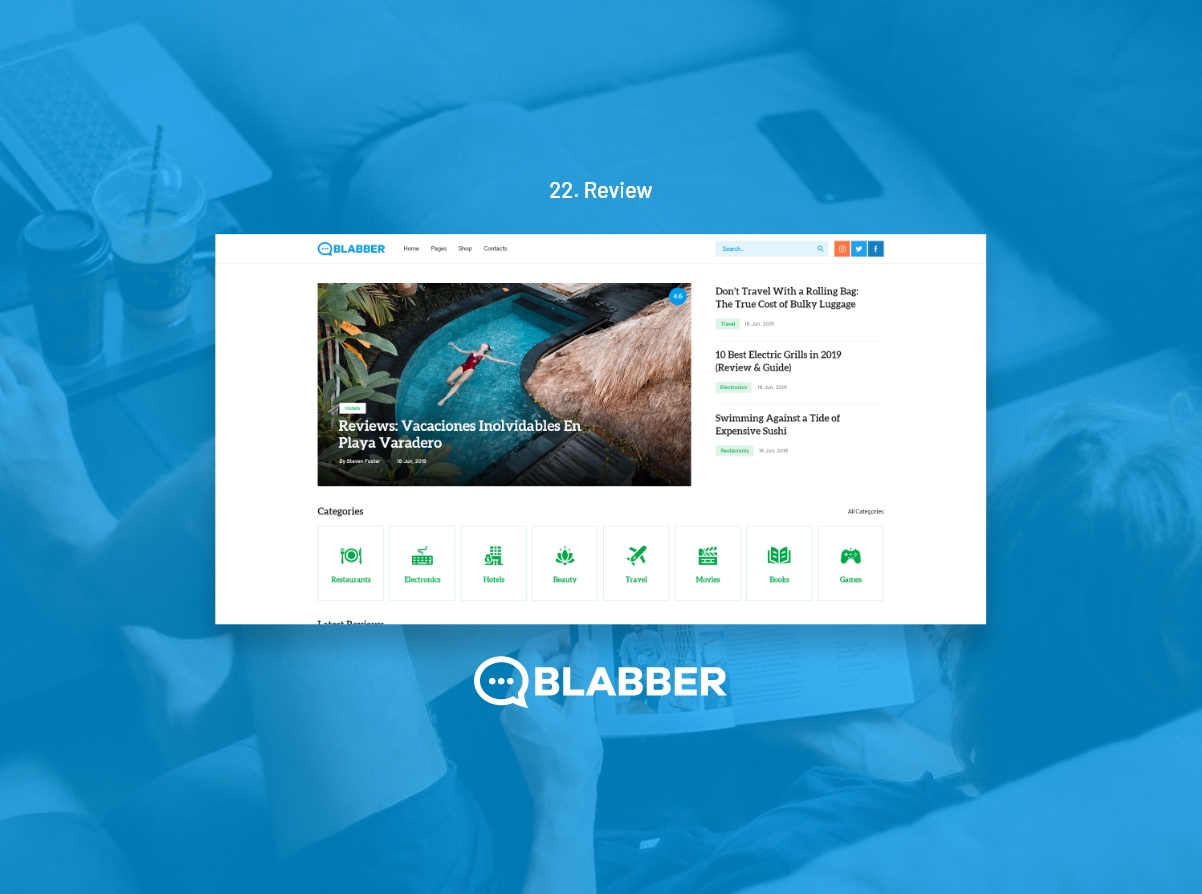 22. Review
BLABBER
Home Pages Shop Contacts
Search...
4.6
Hotels
Reviews: Vacaciones Inolvidables En
Playa Varadero
By Steven Foster 18 Jun, 2019
Don't Travel With a Rolling Bag:
The True Cost of Bulky Luggage
Travel 18 Jun, 2019
10 Best Electric Grills in 2019
(Review & Guide)
Electronics 18 Jun, 2019
Swimming Against a Tide of
Expensive Sushi
Restaurants 18 Jun, 2019
Categories
All Categories
Restaurants
Electronics
Hotels
Beauty
Travel
Movies
Books
Games
Latest Reviews
BLABBER